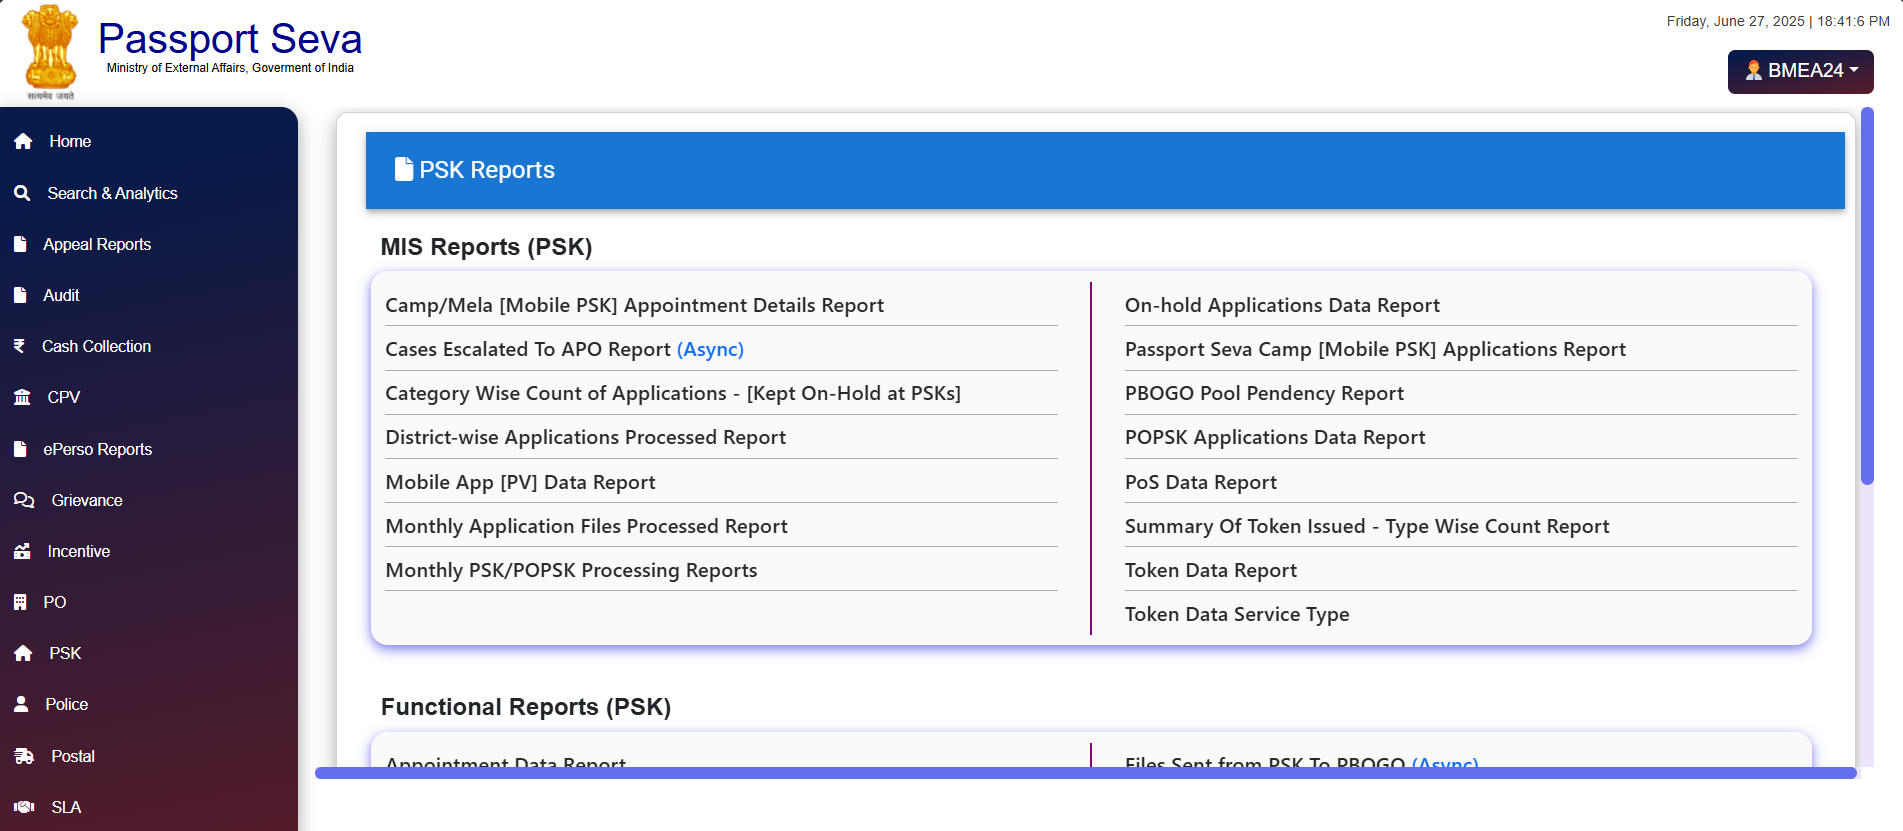 सत्यमेव जयते
Passport Seva
Ministry of External Affairs, Goverment of India
Friday, June 27, 2025 | 18:41:6 PM
BMEA24
Home
Search & Analytics
Appeal Reports
Audit
Cash Collection
CPV
ePerso Reports
Grievance
Incentive
PO
PSK
Police
Postal
SLA
PSK Reports
MIS Reports (PSK)
Camp/Mela [Mobile PSK] Appointment Details Report
Cases Escalated To APO Report (Async)
Category Wise Count of Applications - [Kept On-Hold at PSKs]
District-wise Applications Processed Report
Mobile App [PV] Data Report
Monthly Application Files Processed Report
Monthly PSK/POPSK Processing Reports
On-hold Applications Data Report
Passport Seva Camp [Mobile PSK] Applications Report
PBOGO Pool Pendency Report
POPSK Applications Data Report
PoS Data Report
Summary Of Token Issued - Type Wise Count Report
Token Data Report
Token Data Service Type
Functional Reports (PSK)
Appointment Data Report
Files Sent from PSK To PBOGO (Async)